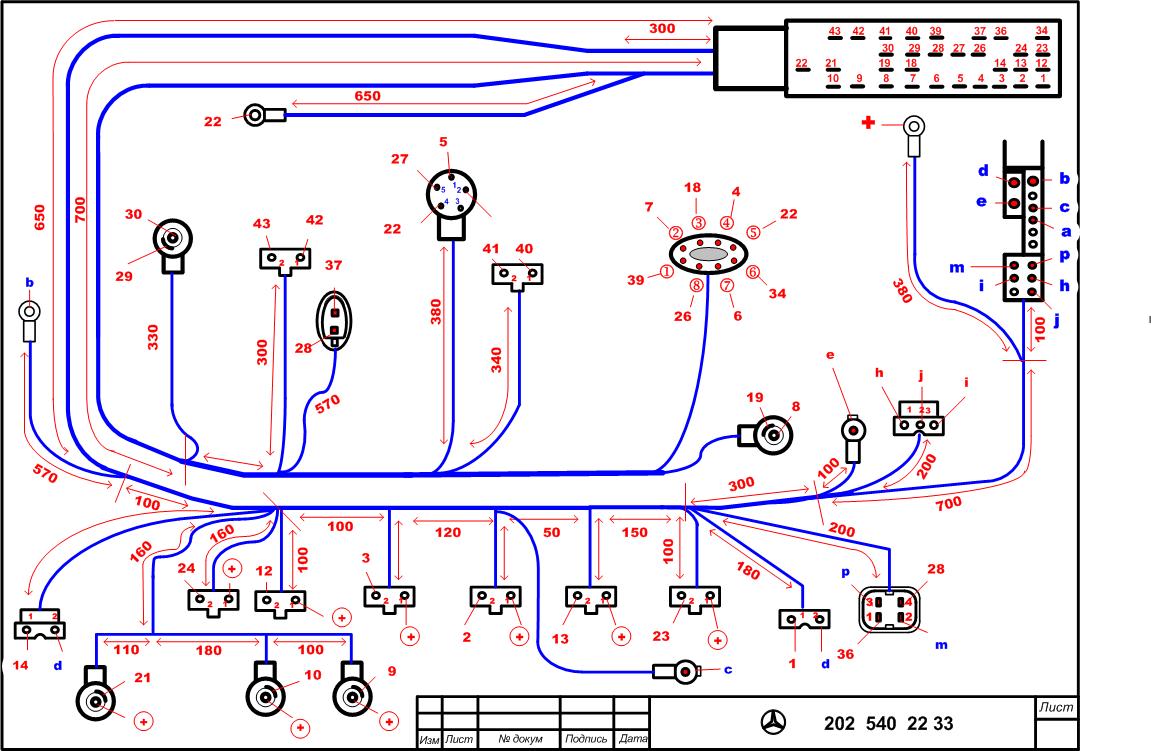 300
43 42 41 40 39 37 36 34
30 29 28 27 26 24 23
22 21 19 18 14 13 12
10 9 8 7 6 5 4 3 2 1
650
22
+
5
27
1 2 3 4 5
22
d
b
e
c
a
p
m
i
h
j
650
700
30
29
43 42
2 1
37
28
41 40
2 1
18 4
7 22
③ ④
② ⑤
39 ① ⑥ 34
⑧ ⑦
26 6
b
330
300
570
380
340
380
100
19 8
e
h j i
1 2 3
100
200
300
700
570
100
160
160
100
100
120
50
150
100
180
200
24 +
2 1
12
2 1
+
3
2 1
+
2 1
2
+
2 1
13
+
2 1
23
+
1 2
14 d
1 2
1 d
p 28
3 4
1 2
36 m
110 180 100
21
+
10
+
9
+
c
Изм Лист № докум Подпись Дата
202 540 22 33
Лист